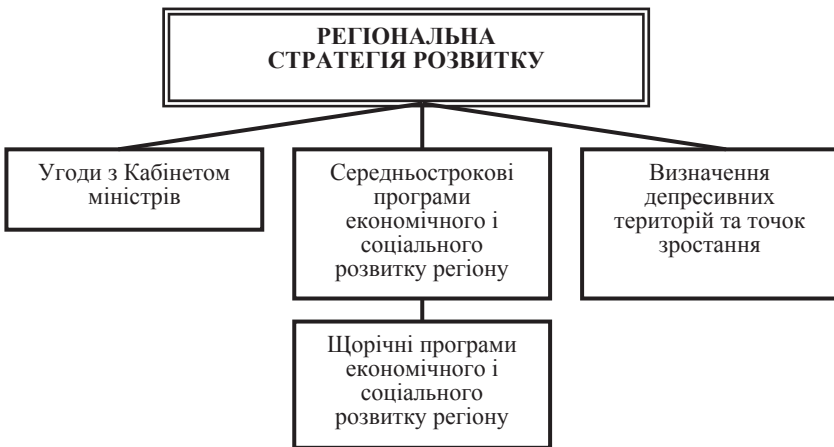 РЕГІОНАЛЬНА
СТРАТЕГІЯ РОЗВИТКУ
Угоди з Кабінетом
міністрів
Середньострокові
програми
економічного і
соціального
розвитку регіону
Визначення
депресивних
територій та точок
зростання
Щорічні програми
економічного і
соціального
розвитку регіону